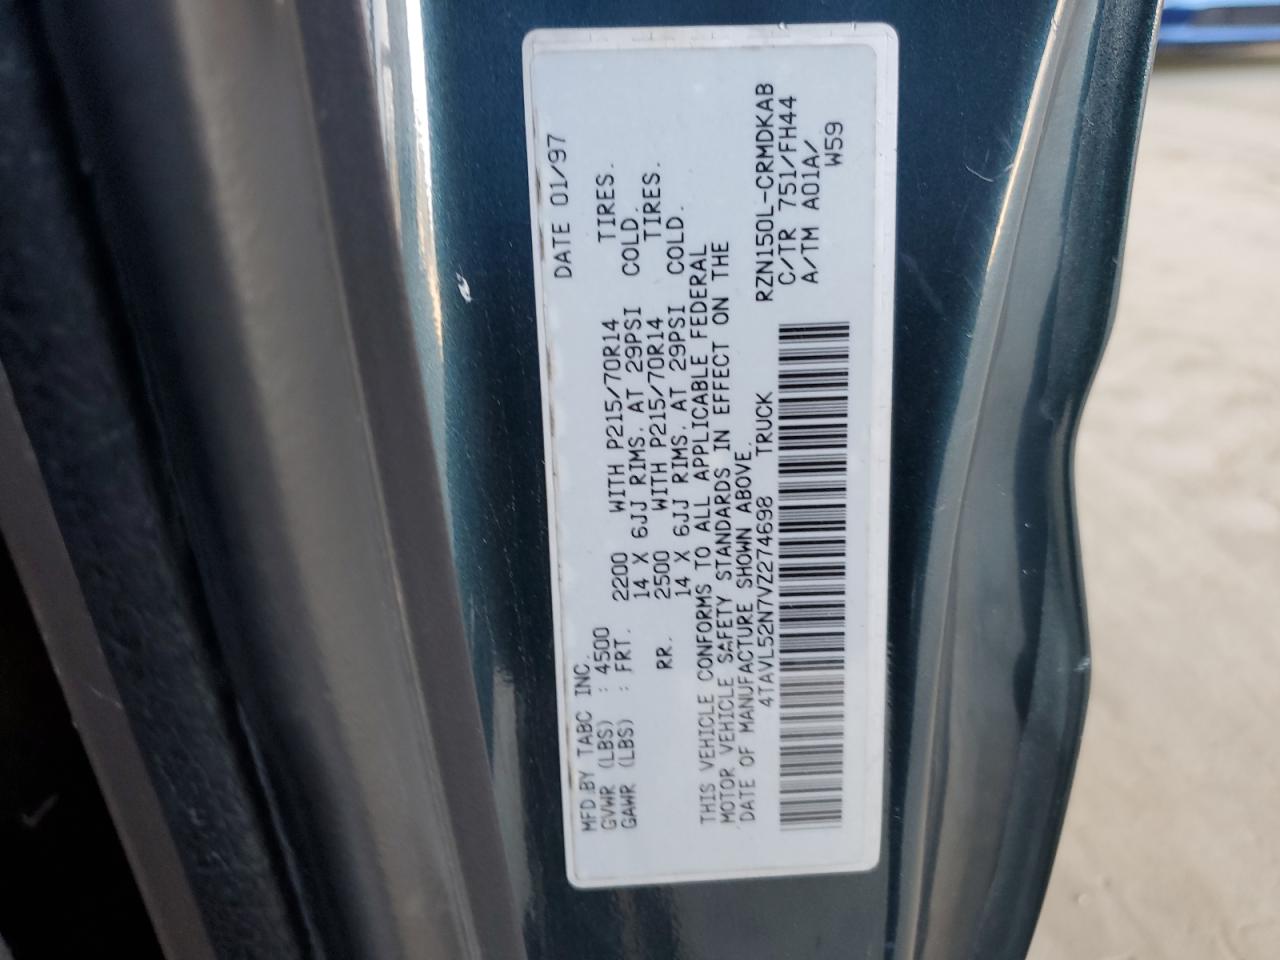 MFD.BY TABC INC. DATE 01/97
GVWR (LBS) : 4500
GAWR (LBS) : FRT. 2200 WITH P215/70R14 TIRES.
14 X 6JJ RIMS. AT 29PSI COLD.
RR. 2500 WITH P215/70R14 TIRES.
14 X 6JJ RIMS. AT 29PSI COLD.
THIS VEHICLE CONFORMS TO ALL APPLICABLE FEDERAL
MOTOR VEHICLE SAFETY STANDARDS IN EFFECT ON THE
DATE OF MANUFACTURE SHOWN ABOVE.
4TAVL52N7VZ274698 TRUCK
RZN150L-CRMDKAB
C/TR 751/FH44
A/TM A01A/
W59